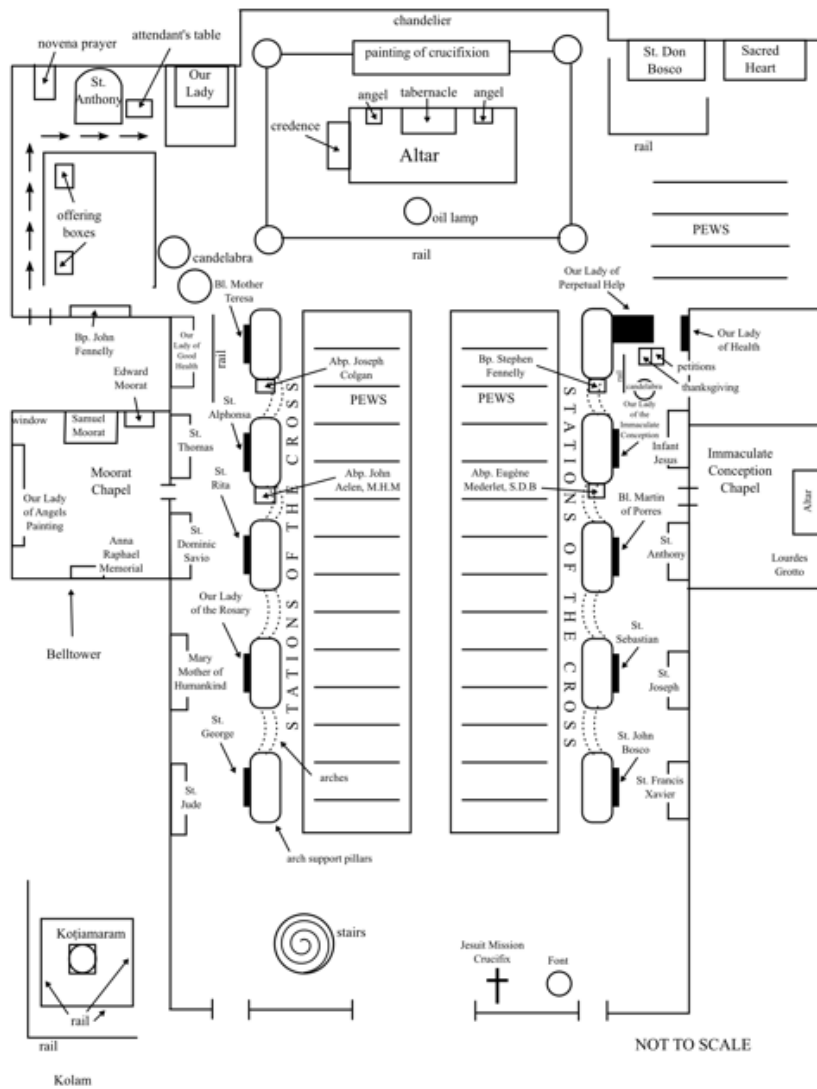 chandelier
novena prayer
attendant's table
painting of crucifixion
St. Don
Bosco
Sacred
Heart
St.
Anthony
Our
Lady
angel
tabernacle
angel
credence
Altar
rail
offering
boxes
oil lamp
PEWS
candelabra
rail
Bl. Mother
Teresa
Our Lady of
Perpetual Help
Bp. John
Fennelly
Our
Lady
of Good
Health
rail
Our Lady
of Health
Abp. Joseph
Colgan
Bp. Stephen
Fennelly
rail
petitions
candelabra
thanksgiving
Edward
Moorat
St.
Alphonsa
PEWS
PEWS
Our Lady
of the
Immaculate
Conception
window
Samuel
Moorat
St.
Thomas
Infant
Jesus
Immaculate
Conception
Chapel
Moorat
Chapel
St.
Rita
Abp. John
Aelen, M.H.M
Abp. Eugène
Mederlet, S.D.B
Altar
Our Lady
of Angels
Painting
Bl. Martin
of Porres
Anna
Raphael
Memorial
St.
Dominic
Savio
St.
Anthony
Lourdes
Grotto
STATIONS OF THE CROSS
STATIONS OF THE CROSS
Our Lady
of the Rosary
St.
Sebastian
Belltower
Mary
Mother of
Humankind
St.
Joseph
St.
George
St. John
Bosco
arches
St.
Jude
St. Francis
Xavier
arch support pillars
Koṭiamaram
stairs
Jesuit Mission
Crucifix
Font
rail
rail
NOT TO SCALE
Kolam